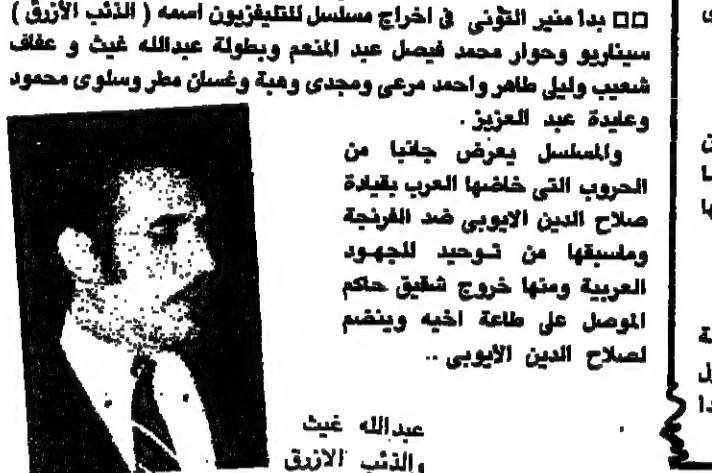 □□ بدا منير التوني في اخراج مسلسل للتليفزيون اسمه ( الذئب الأزرق )
سيناريو وحوار محمد فيصل عبد المنعم وبطولة عبدالله غيث و عفاف
شعيب وليلى طاهر واحمد مرعى ومجدى وهبة وغسان مطر وسلوى محمود
وعايدة عبد العزيز .
والمسلسل يعرض جانبا من
الحروب التى خاضها العرب بقيادة
صلاح الدين الايوبى ضد الفرنجة
وماسبقها من توحيد للجهود
العربية ومنها خروج شقيق حاكم
الموصل على طاعة اخيه وينضم
لصلاح الدين الايوبى ..
عبدالله غيث
والذئب الازرق